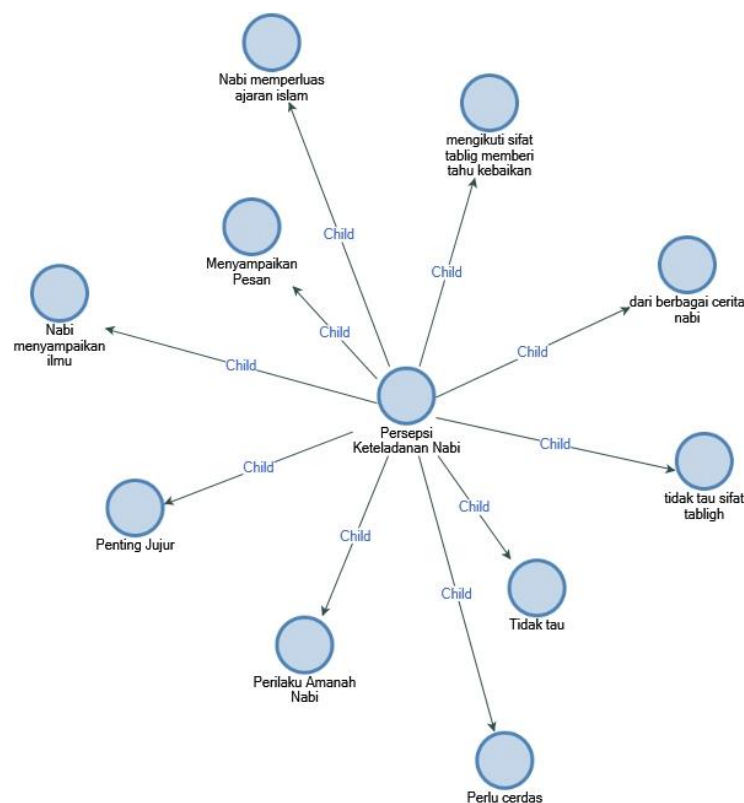 Nabi memperluas
ajaran islam
mengikuti sifat
tablig memberi
tahu kebaikan
Child
Menyampaikan
Pesan
Child
dari berbagai cerita
nabi
Child
Nabi
menyampaikan
ilmu
Child
Child
Child
Persepsi
Keteladanan Nabi
Child
tidak tau sifat
tabligh
Child
Penting Jujur
Child
Tidak tau
Child
Perilaku Amanah
Nabi
Child
Perlu cerdas